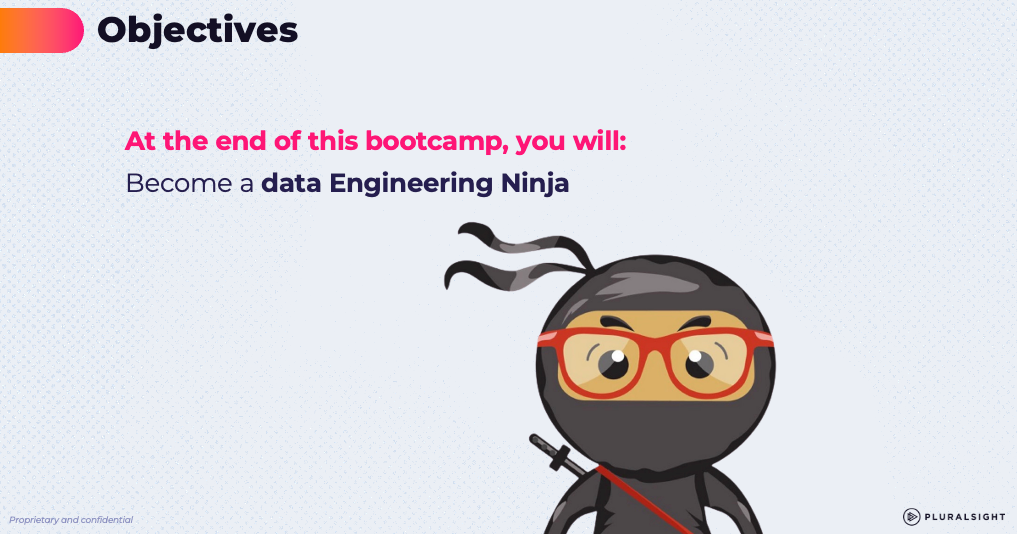 Objectives
At the end of this bootcamp, you will:
Become a data Engineering Ninja
Proprietary and confidential
PLURALSIGHT